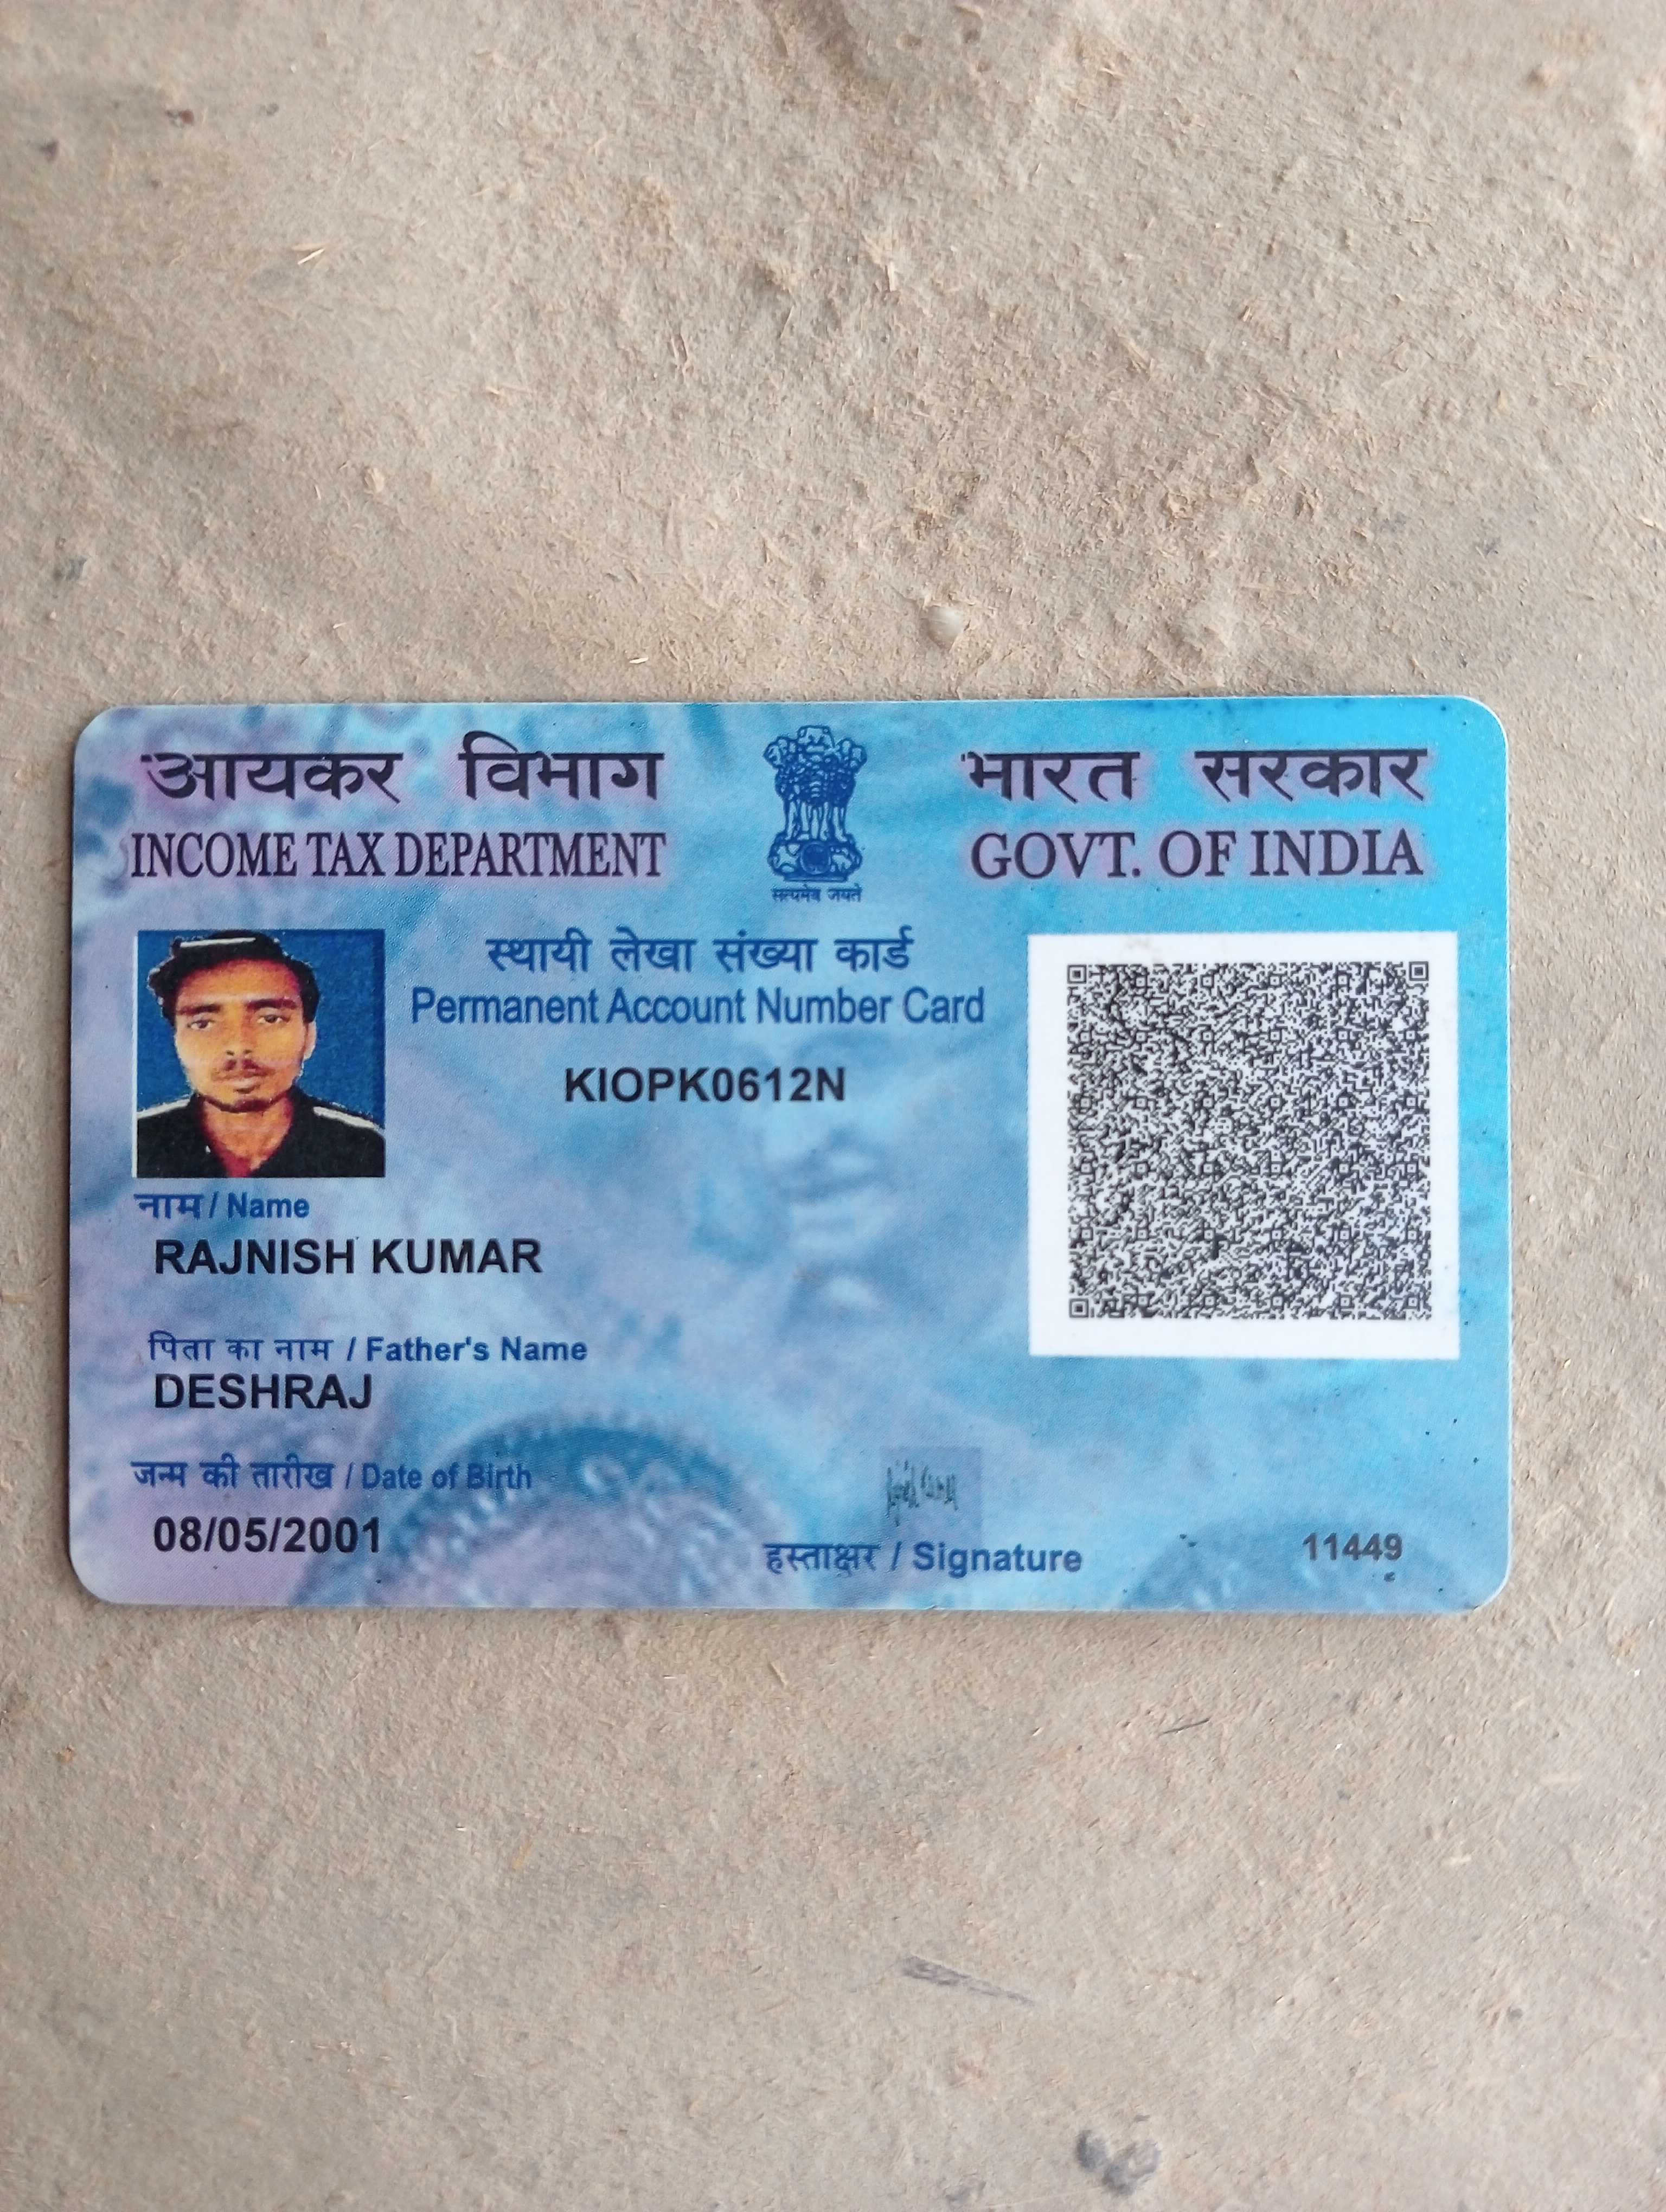 आयकर विभाग
INCOME TAX DEPARTMENT
सत्यमेव जयते
भारत सरकार
GOVT. OF INDIA
स्थायी लेखा संख्या कार्ड
Permanent Account Number Card
KIOPK0612N
नाम / Name
RAJNISH KUMAR
पिता का नाम / Father's Name
DESHRAJ
जन्म की तारीख / Date of Birth
08/05/2001
हस्ताक्षर / Signature
11449